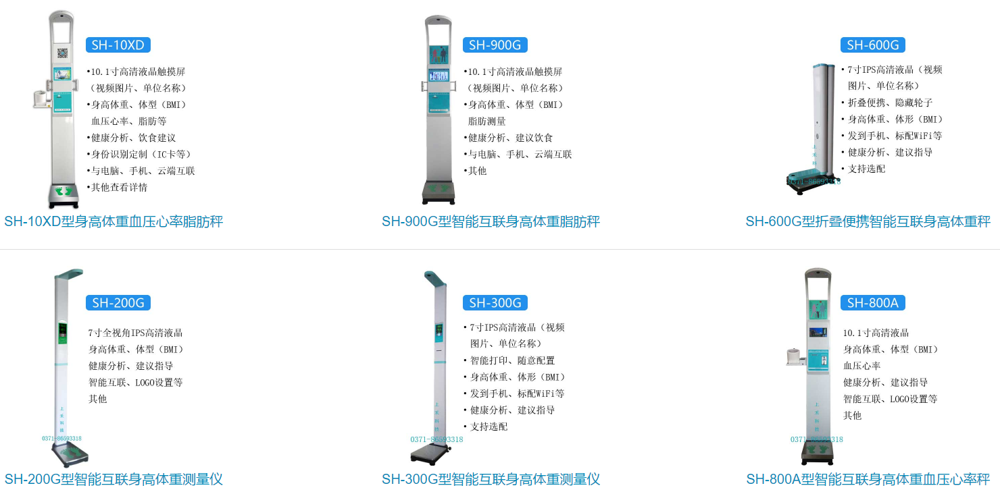 SH-10XD
•10.1寸高清液晶触摸屏
（视频图片、单位名称）
•身高体重、体型（BMI）
血压心率、脂肪等
•健康分析、饮食建议
•身份识别定制（IC卡等）
•与电脑、手机、云端互联
•其他查看详情
SH-10XD型身高体重血压心率脂肪秤
SH-900G
•10.1寸高清液晶触摸屏
（视频图片、单位名称）
•身高体重、体型（BMI）
脂肪测量
•健康分析、建议饮食
•与电脑、手机、云端互联
•其他
SH-900G型智能互联身高体重脂肪秤
SH-600G
•7寸IPS高清液晶（视频
图片、单位名称）
•折叠便携、隐藏轮子
•身高体重、体形（BMI）
•发到手机、标配WiFi等
•健康分析、建议指导
•支持选配
上
禾
科
0371-86593318
SH-600G型折叠便携智能互联身高体重秤
SH-200G
7寸全视角IPS高清液晶
身高体重、体型（BMI）
健康分析、建议指导
智能互联、LOGO设置等
其他
上
禾
科
技
0371-86593318
SH-200G型智能互联身高体重测量仪
SH-300G
•7寸IPS高清液晶（视频
图片、单位名称）
•智能打印、随意配置
•身高体重、体形（BMI）
•发到手机、标配WiFi等
•健康分析、建议指导
•支持选配
上
禾
科
技
0371-86593318
SH-300G型智能互联身高体重测量仪
SH-800A
10.1寸高清液晶
身高体重、体型（BMI）
血压心率
健康分析、建议指导
智能互联、LOGO设置等
其他
上
禾
科
技
0371-86593318
SH-800A型智能互联身高体重血压心率秤